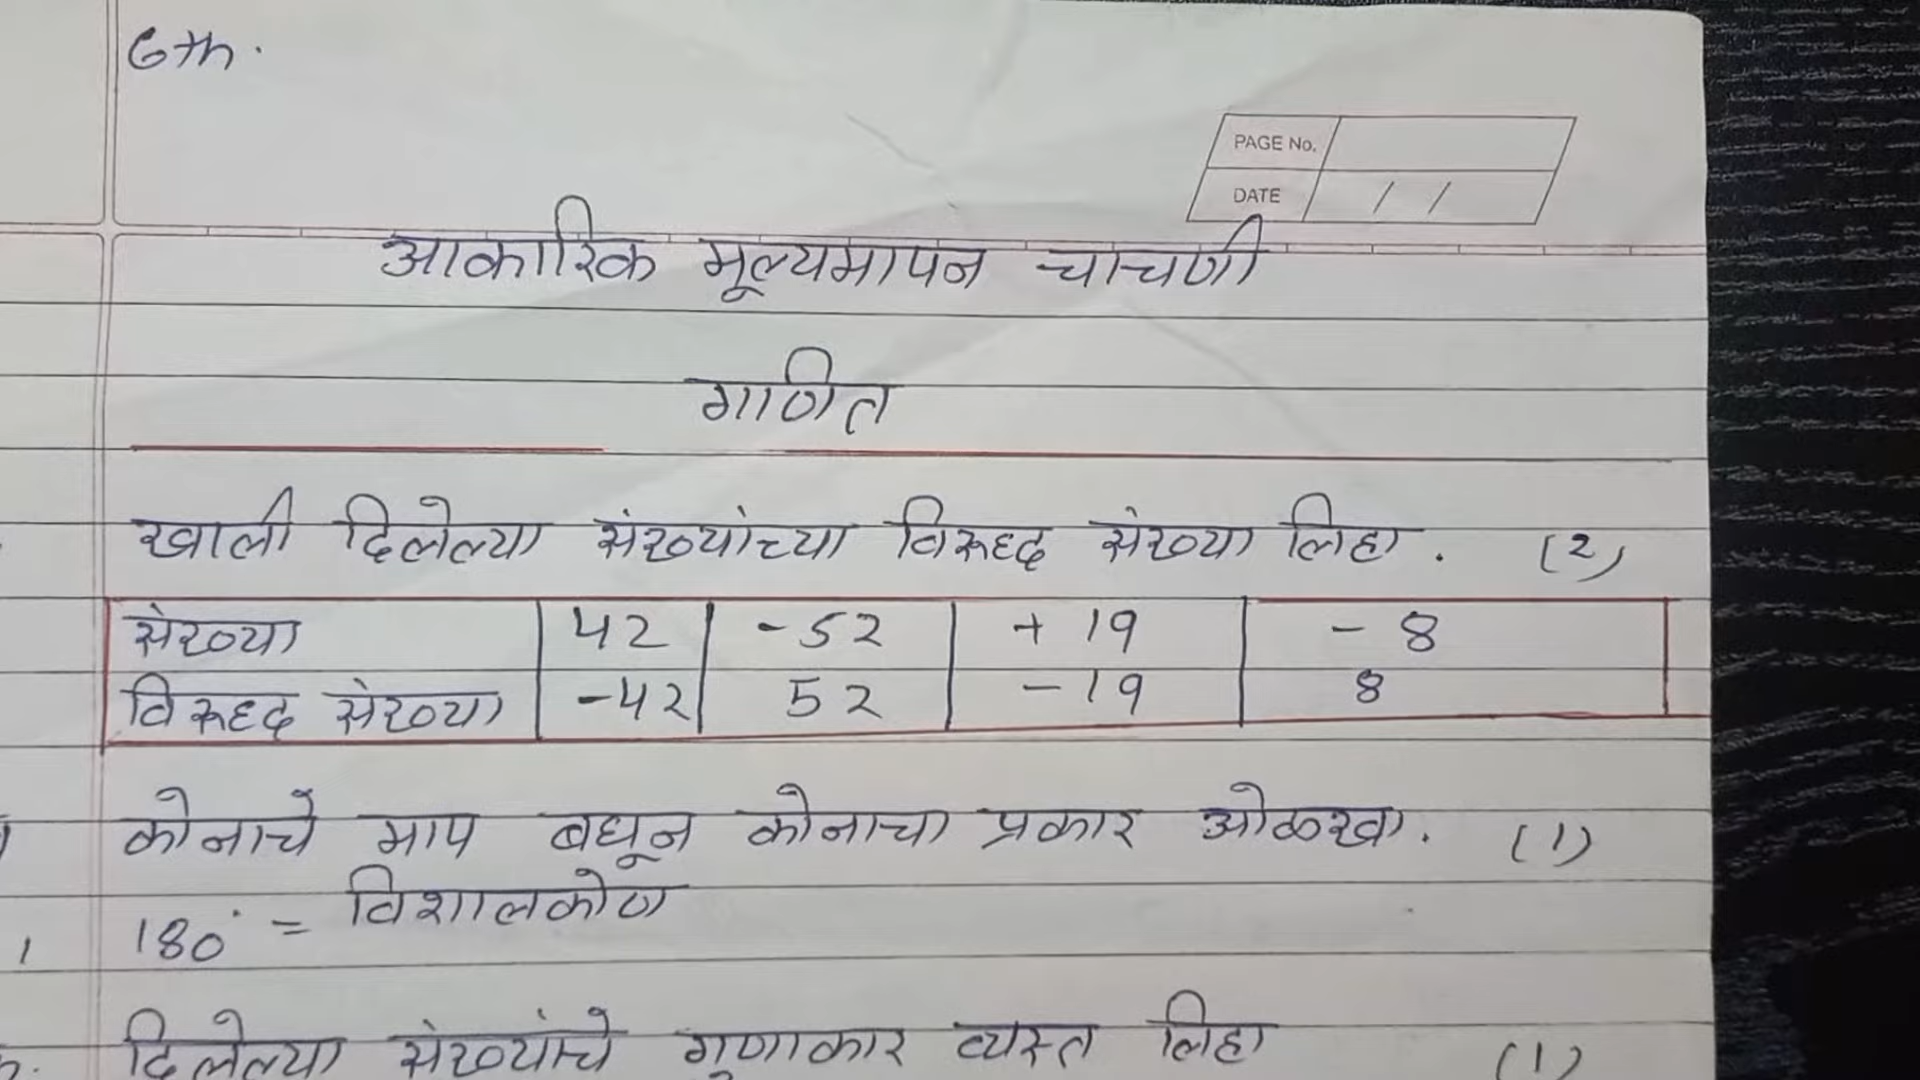 6th.
PAGE No.
DATE / /
आकारिक मूल्यमापन चाचणी
गणित
खाली दिलेल्या संख्यांच्या विरुद्ध संख्या लिहा. (2)
संख्या 42 -52 +19 -8
विरुद्ध संख्या -42 52 -19 8
कोनाचे माप बघून कोनाचा प्रकार ओळखा. (1)
1 180° = विशालकोण
दिलेल्या संख्यांचे गुणाकार व्यस्त लिहा (1)